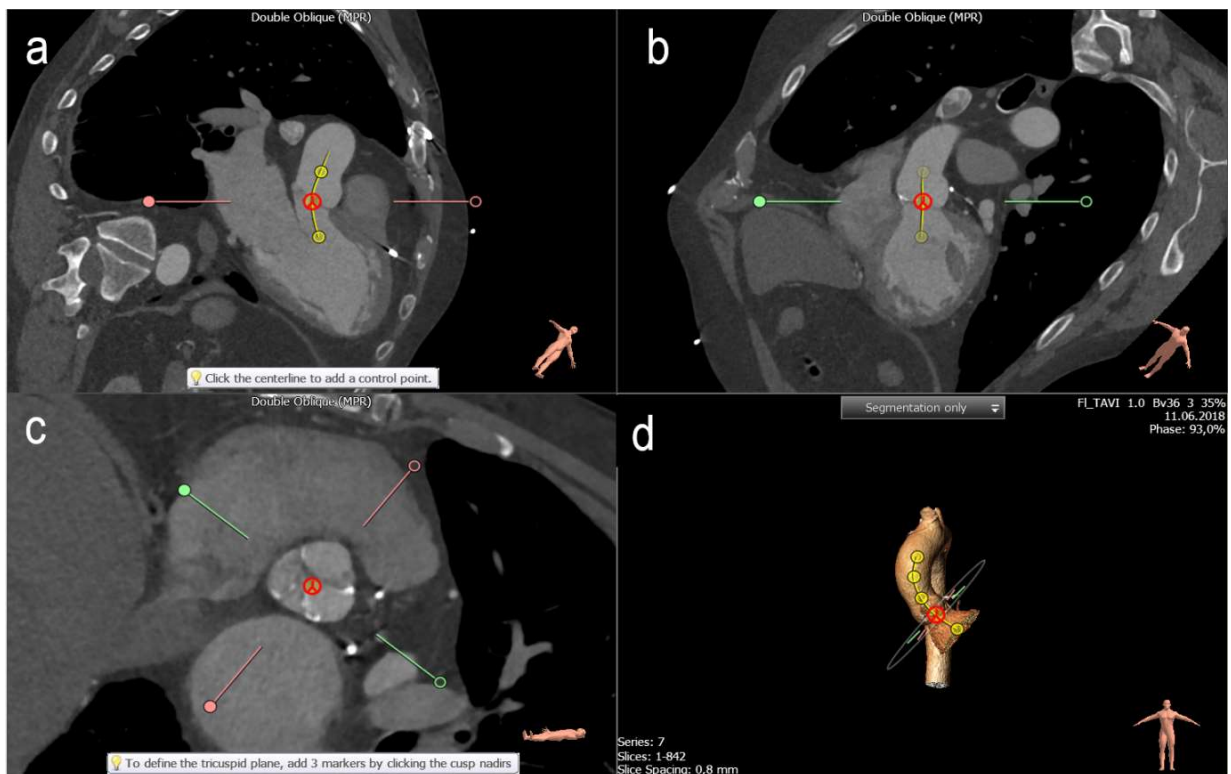 a
Double Oblique (MPR)
Click the centerline to add a control point.
b
Double Oblique (MPR)
c
Double Oblique (MPR)
To define the tricuspid plane, add 3 markers by clicking the cusp nadirs
d
Segmentation only
Fl_TAVI 1.0 Bv36 3 35%
11.06.2018
Phase: 93,0%
Series: 7
Slices: 1-842
Slice Spacing: 0,8 mm